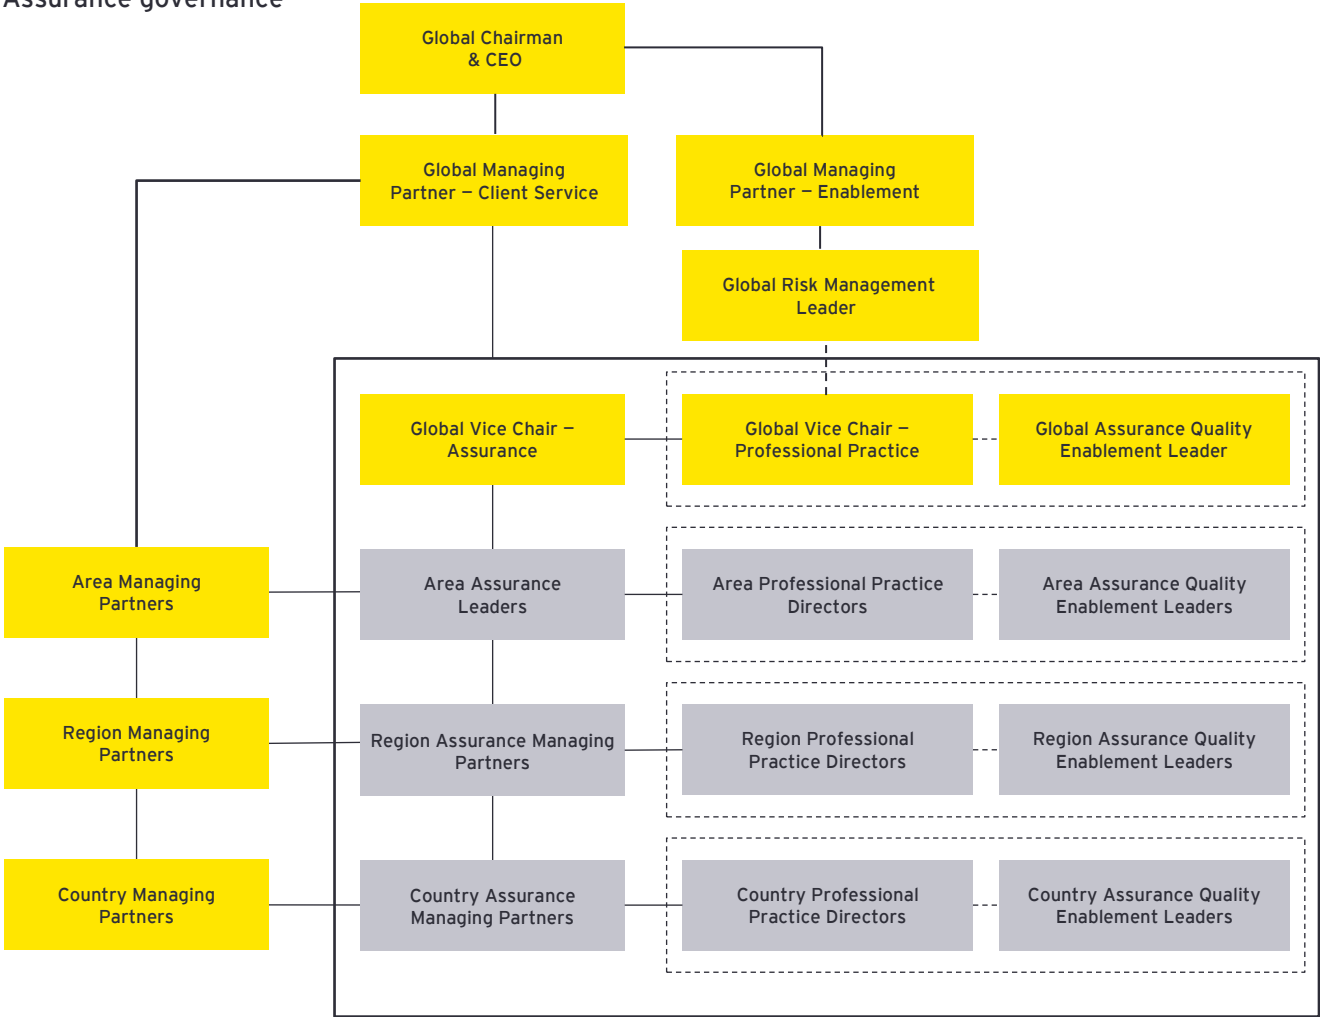 Assurance governance
Global Chairman
& CEO
Global Managing
Partner – Client Service
Global Managing
Partner – Enablement
Global Risk Management
Leader
Global Vice Chair –
Assurance
Global Vice Chair –
Professional Practice
Global Assurance Quality
Enablement Leader
Area Managing
Partners
Area Assurance
Leaders
Area Professional Practice
Directors
Area Assurance Quality
Enablement Leaders
Region Managing
Partners
Region Assurance Managing
Partners
Region Professional
Practice Directors
Region Assurance Quality
Enablement Leaders
Country Managing
Partners
Country Assurance
Managing Partners
Country Professional
Practice Directors
Country Assurance Quality
Enablement Leaders